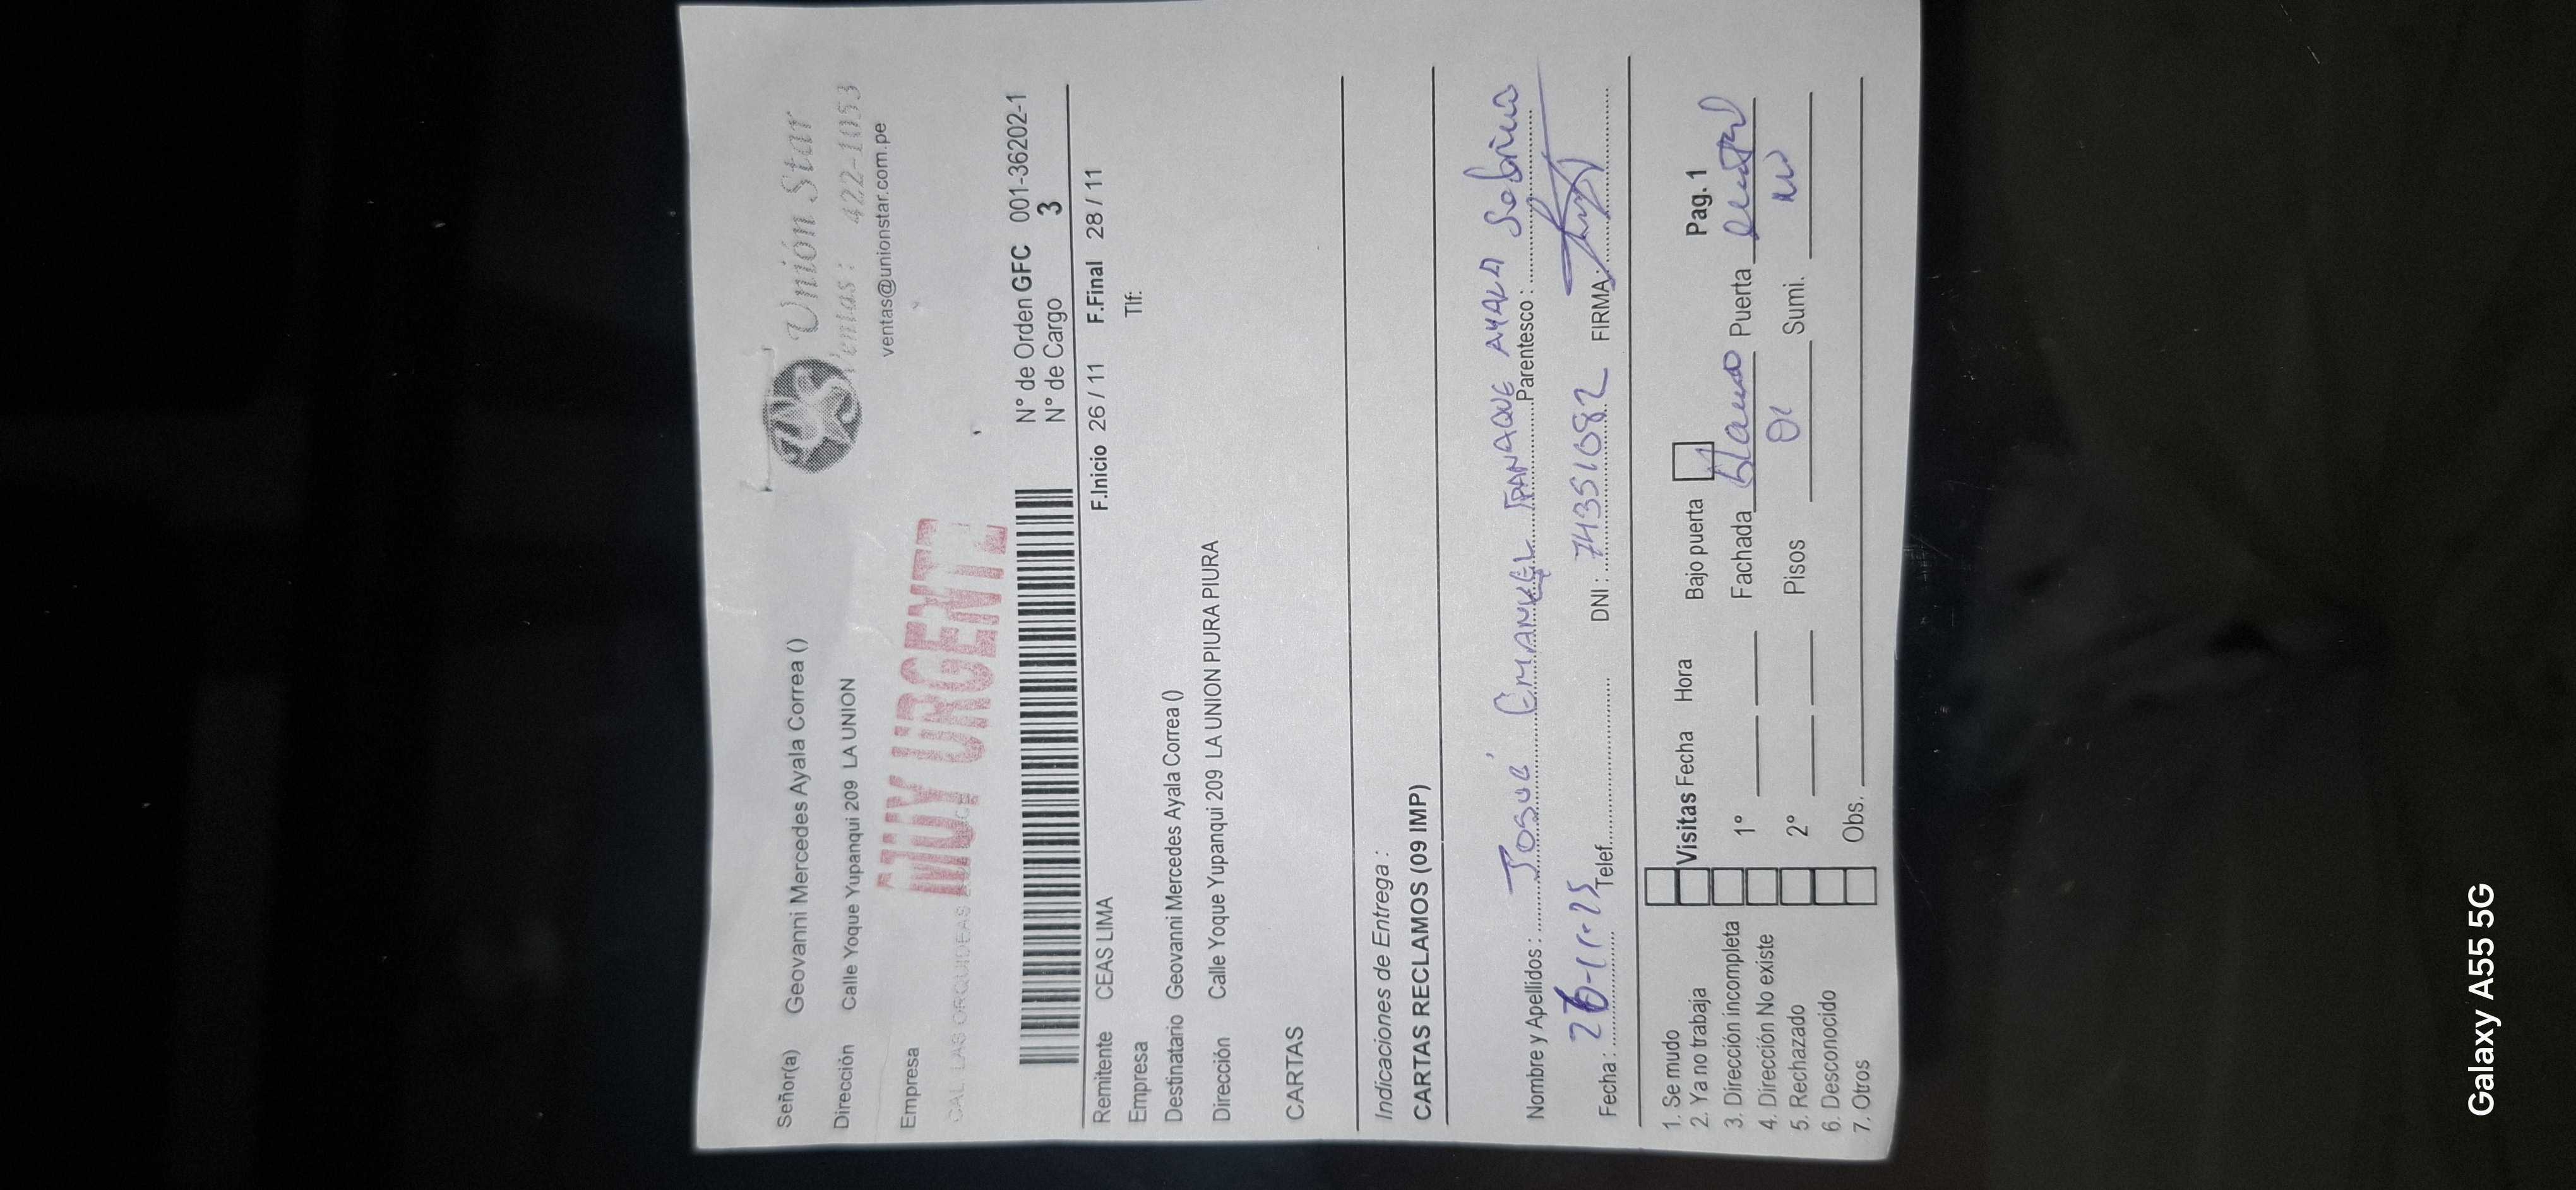 Unión Star
Ventas: 422-1053
ventas@unionstar.com.pe
Señor(a) Geovanni Mercedes Ayala Correa ()
Dirección Calle Yoque Yupanqui 209 LA UNION
Empresa
MUY URGENTE
CAL LAS ORQUIDEAS
N° de Orden GFC 001-36202-1
N° de Cargo 3
F.Inicio 26 / 11 F.Final 28 / 11
Remitente CEAS LIMA
Empresa Tlf:
Destinatario Geovanni Mercedes Ayala Correa ()
Dirección Calle Yoque Yupanqui 209 LA UNION PIURA PIURA
CARTAS
Indicaciones de Entrega :
CARTAS RECLAMOS (09 IMP)
Nombre y Apellidos : Josué Emanuel Ipanaque Ayala Parentesco : Sobrino
Fecha : 26-11-25 Telef. DNI : 74351082 FIRMA:
1. Se mudo
2. Ya no trabaja
3. Dirección incompleta
4. Dirección No existe
5. Rechazado
6. Desconocido
7. Otros
Visitas Fecha Hora Bajo puerta Pag. 1
1° Fachada blanco Puerta
2° Pisos 01 Sumi.
Obs.
Galaxy A55 5G